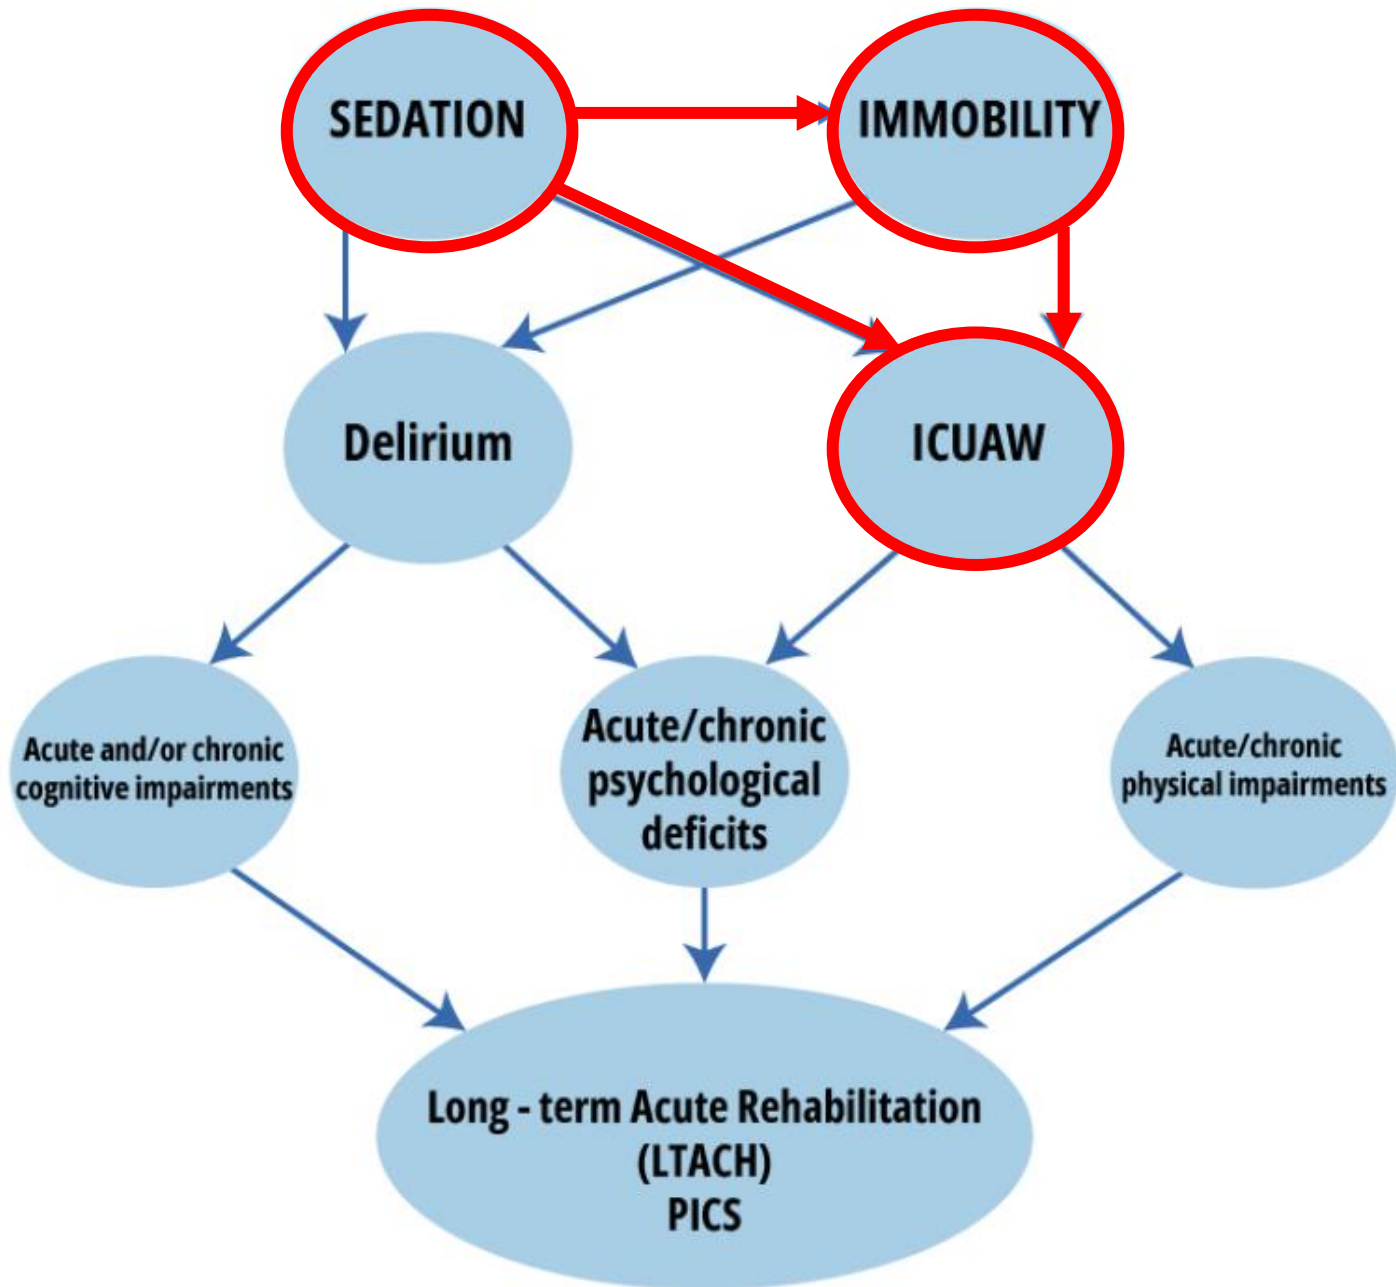 SEDATION
IMMOBILITY
Delirium
ICUAW
Acute and/or chronic
cognitive impairments
Acute/chronic
psychological
deficits
Acute/chronic
physical impairments
Long - term Acute Rehabilitation
(LTACH)
PICS